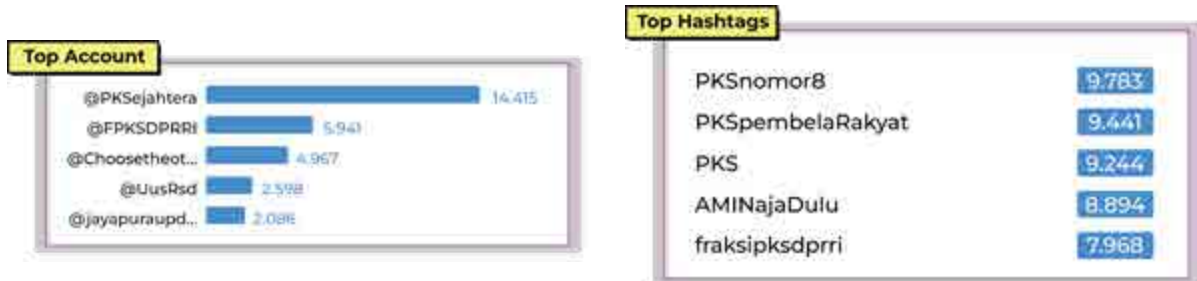 Top Account
@PKSejahtera 14.415
@FPKSDPRRI 5.941
@Choosetheot... 4.967
@UusRsd 2.598
@jayapuraupd... 2.086
Top Hashtags
PKSnomor8 9.783
PKSpembelaRakyat 9.441
PKS 9.244
AMINajaDulu 8.894
fraksipksdprri 7.968